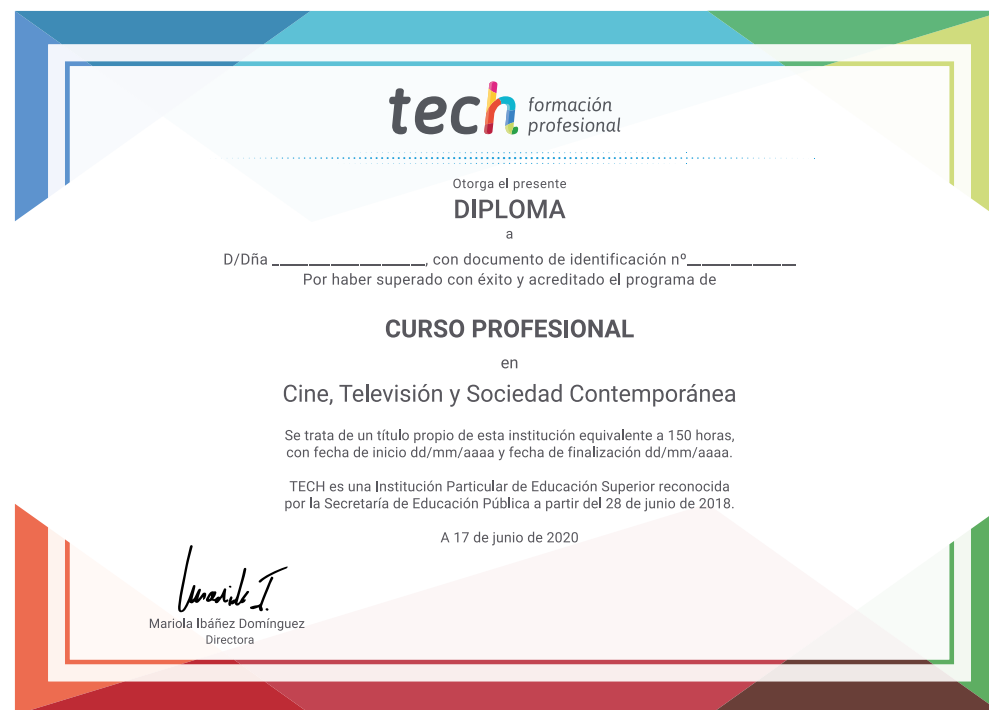 tech formación
profesional
Otorga el presente
DIPLOMA
a
D/Dña ____________________, con documento de identificación nº______________
Por haber superado con éxito y acreditado el programa de
CURSO PROFESIONAL
en
Cine, Televisión y Sociedad Contemporánea
Se trata de un título propio de esta institución equivalente a 150 horas,
con fecha de inicio dd/mm/aaaa y fecha de finalización dd/mm/aaaa.
TECH es una Institución Particular de Educación Superior reconocida
por la Secretaría de Educación Pública a partir del 28 de junio de 2018.
A 17 de junio de 2020
Mariola I.
Mariola Ibáñez Domínguez
Directora